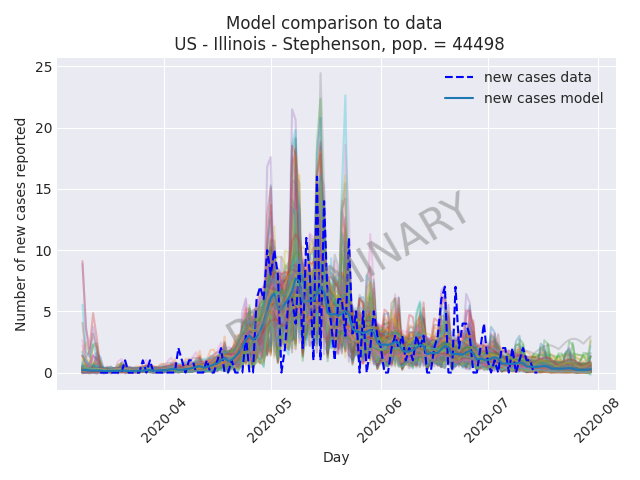 Model comparison to data
US - Illinois - Stephenson, pop. = 44498
new cases data
new cases model
Number of new cases reported
25
20
15
10
5
0
PRELIMINARY
2020-04
2020-05
2020-06
2020-07
2020-08
Day